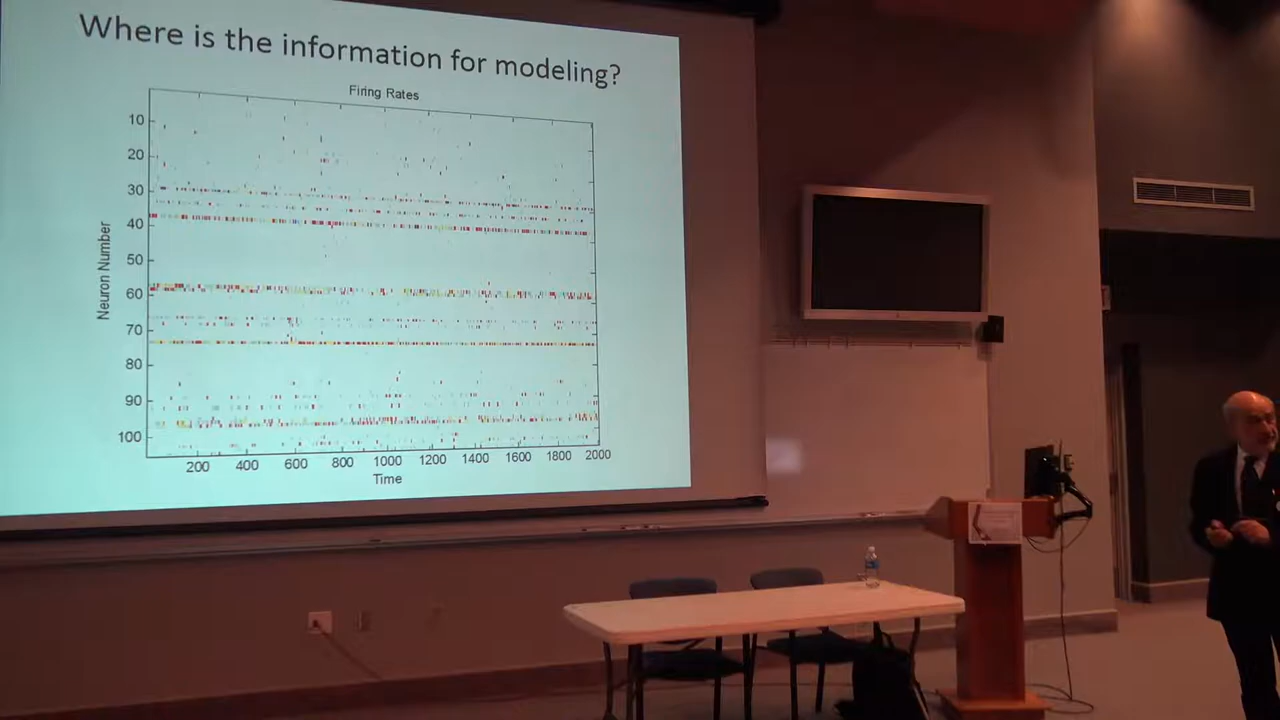 Where is the information for modeling?
Firing Rates
10
20
30
40
50
60
70
80
90
100
Neuron Number
200 400 600 800 1000 1200 1400 1600 1800 2000
Time